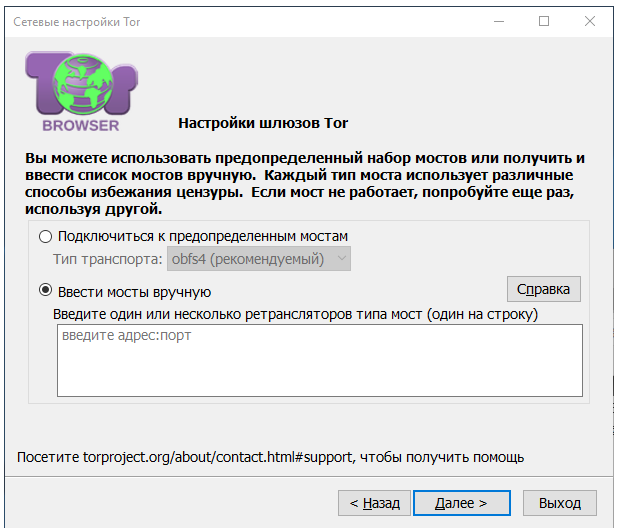 Сетевые настройки Tor
Tor
BROWSER
Настройки шлюзов Tor
Вы можете использовать предопределенный набор мостов или получить и
ввести список мостов вручную. Каждый тип моста использует различные
способы избежания цензуры. Если мост не работает, попробуйте еще раз,
используя другой.
Подключиться к предопределенным мостам
Тип транспорта: obfs4 (рекомендуемый)
Ввести мосты вручную
Справка
Введите один или несколько ретрансляторов типа мост (один на строку)
введите адрес:порт
Посетите torproject.org/about/contact.html#support, чтобы получить помощь
< Назад
Далее >
Выход